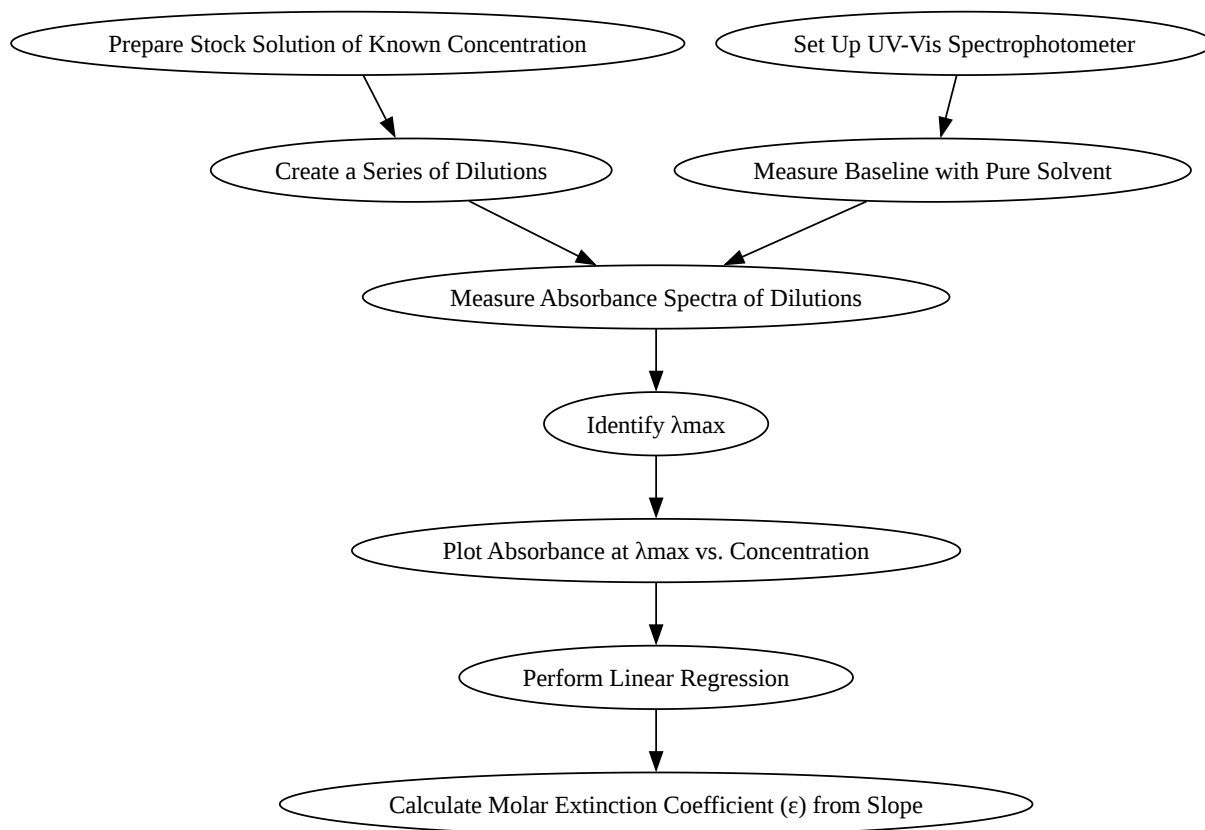 Prepare Stock Solution of Known Concentration
Set Up UV-Vis Spectrophotometer
Create a Series of Dilutions
Measure Baseline with Pure Solvent
Measure Absorbance Spectra of Dilutions
Identify λmax
Plot Absorbance at λmax vs. Concentration
Perform Linear Regression
Calculate Molar Extinction Coefficient (ε) from Slope